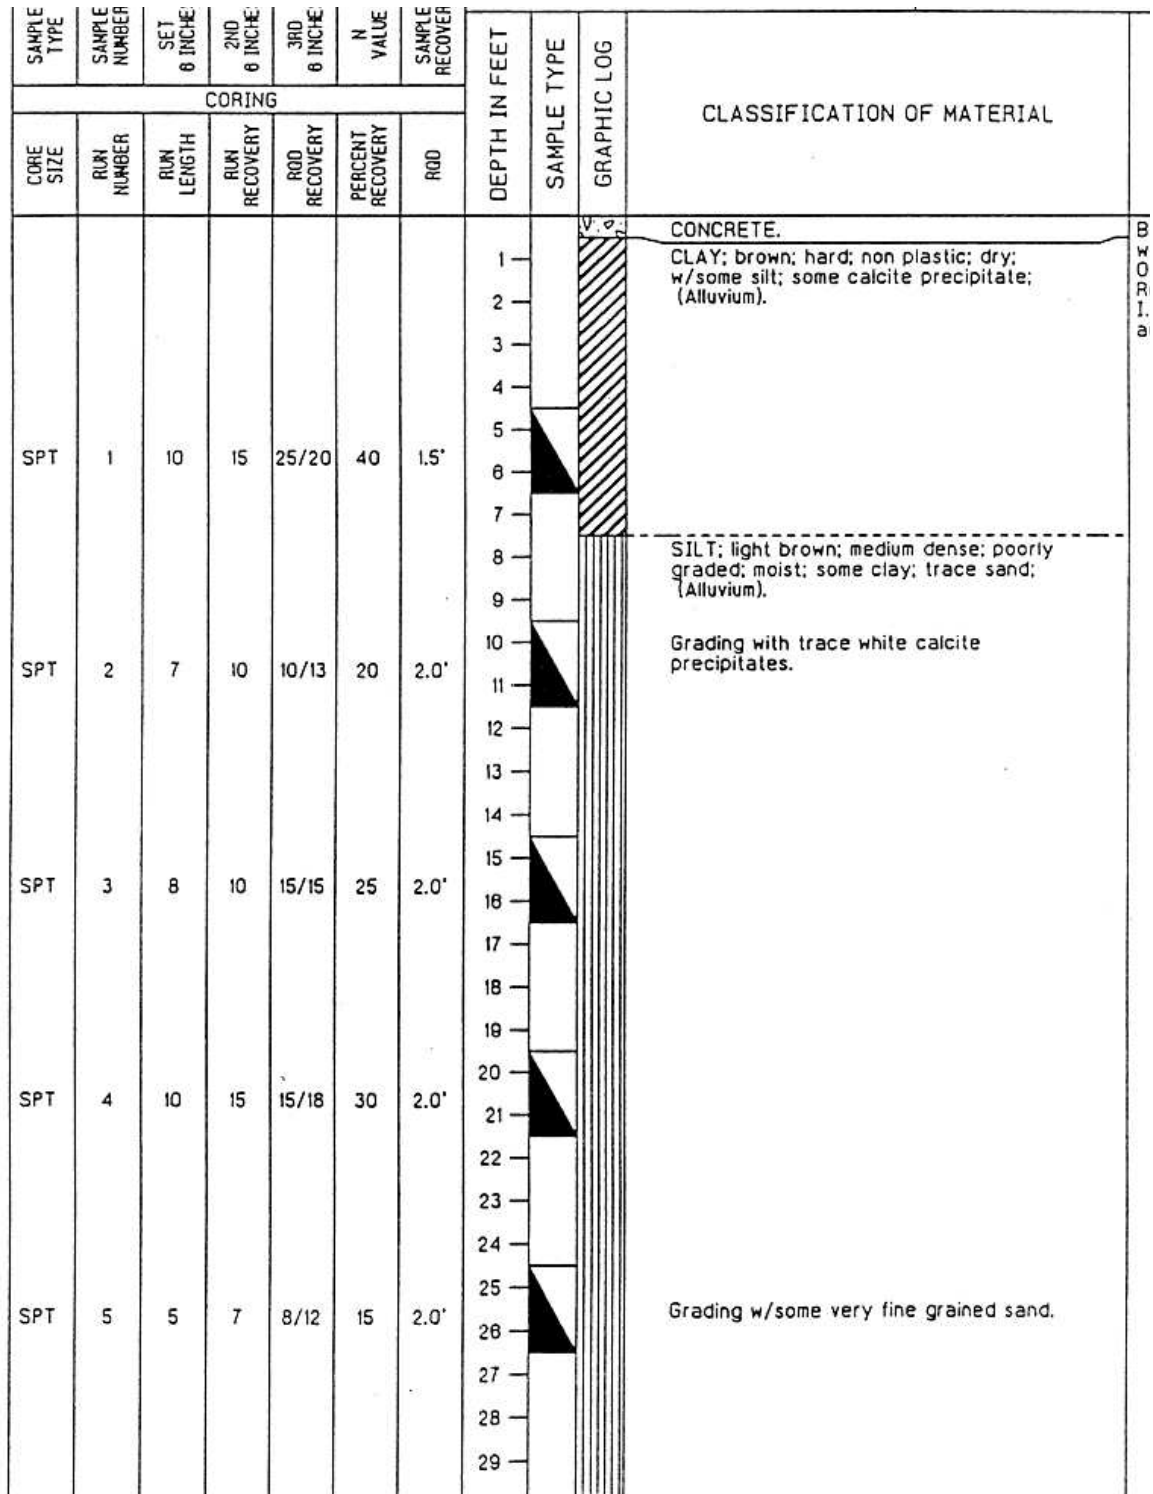 SAMPLE TYPE SAMPLE NUMBER SET 6 INCHE 2ND 6 INCHE 3RD 6 INCHE N VALUE SAMPLE RECOVER
CORING
CORE SIZE RUN NUMBER RUN LENGTH RUN RECOVERY RQD RECOVERY PERCENT RECOVERY RQD
DEPTH IN FEET SAMPLE TYPE GRAPHIC LOG CLASSIFICATION OF MATERIAL
CONCRETE. B
1 CLAY; brown; hard; non plastic; dry; w
w/some silt; some calcite precipitate; O
2 (Alluvium). R
I.
3 a
4
5
SPT 1 10 15 25/20 40 1.5'
6
7
SILT; light brown; medium dense; poorly
8 graded; moist; some clay; trace sand;
9 (Alluvium).
10 Grading with trace white calcite
SPT 2 7 10 10/13 20 2.0' precipitates.
11
12
13
14
15
SPT 3 8 10 15/15 25 2.0'
16
17
18
19
20
SPT 4 10 15 15/18 30 2.0'
21
22
23
24
25
SPT 5 5 7 8/12 15 2.0' Grading w/some very fine grained sand.
26
27
28
29